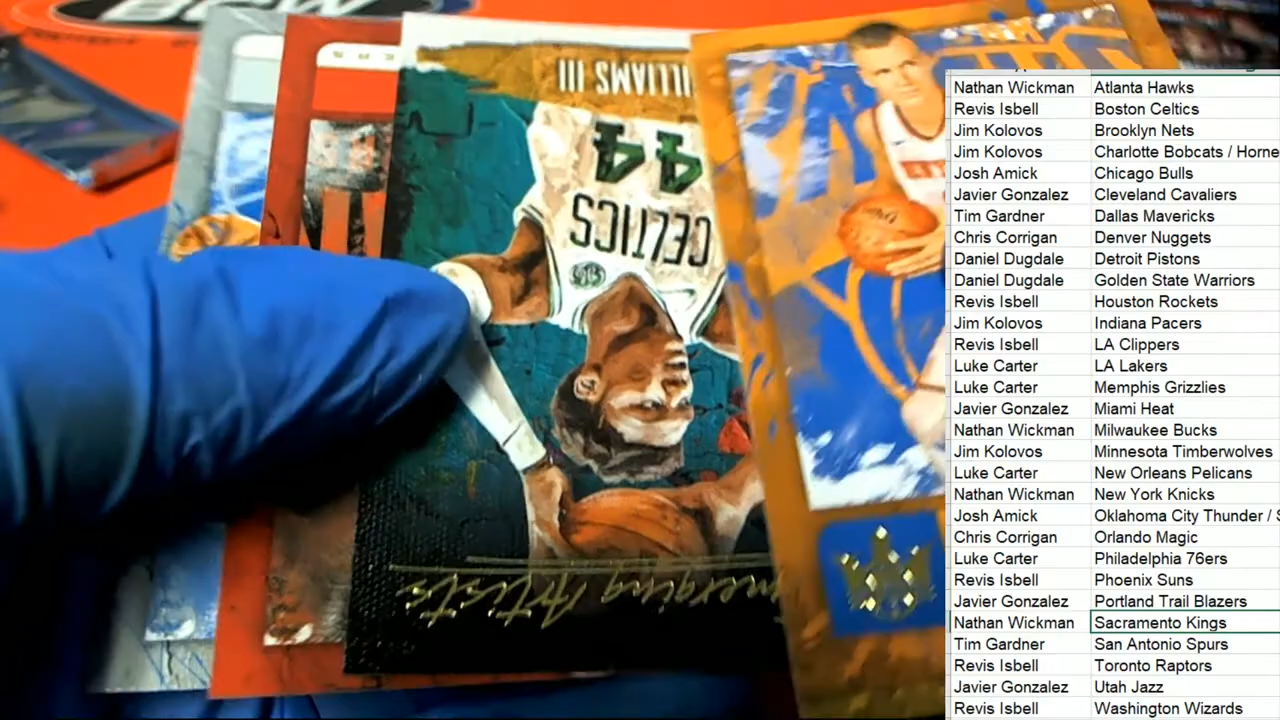 BCW
ILLIAMS III
44
CELTICS
merging Artists
Nathan Wickman Atlanta Hawks
Revis Isbell Boston Celtics
Jim Kolovos Brooklyn Nets
Jim Kolovos Charlotte Bobcats / Horne
Josh Amick Chicago Bulls
Javier Gonzalez Cleveland Cavaliers
Tim Gardner Dallas Mavericks
Chris Corrigan Denver Nuggets
Daniel Dugdale Detroit Pistons
Daniel Dugdale Golden State Warriors
Revis Isbell Houston Rockets
Jim Kolovos Indiana Pacers
Revis Isbell LA Clippers
Luke Carter LA Lakers
Luke Carter Memphis Grizzlies
Javier Gonzalez Miami Heat
Nathan Wickman Milwaukee Bucks
Jim Kolovos Minnesota Timberwolves
Luke Carter New Orleans Pelicans
Nathan Wickman New York Knicks
Josh Amick Oklahoma City Thunder / S
Chris Corrigan Orlando Magic
Luke Carter Philadelphia 76ers
Revis Isbell Phoenix Suns
Javier Gonzalez Portland Trail Blazers
Nathan Wickman Sacramento Kings
Tim Gardner San Antonio Spurs
Revis Isbell Toronto Raptors
Javier Gonzalez Utah Jazz
Revis Isbell Washington Wizards